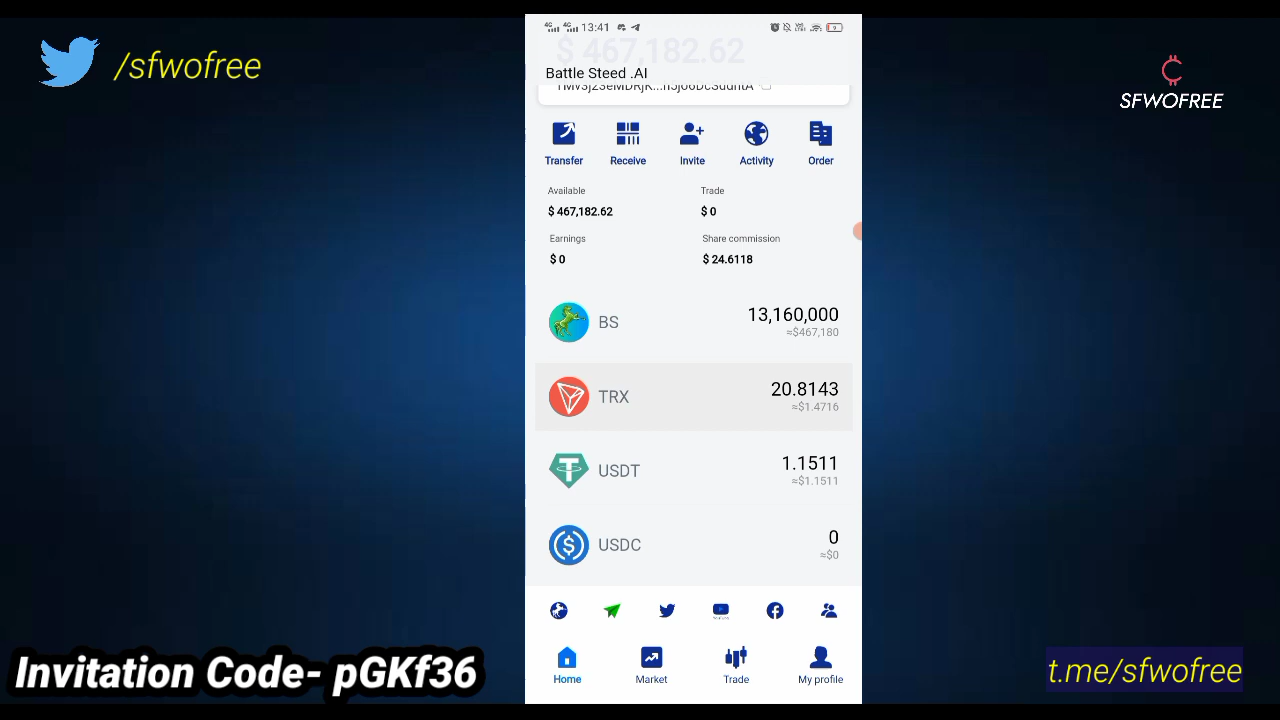 /sfwofree
SFWOFREE
13:41
$ 467,182.62
Battle Steed .AI
Transfer
Receive
Invite
Activity
Order
Available
Trade
$ 467,182.62
$ 0
Earnings
Share commission
$ 0
$ 24.6118
BS
13,160,000
≈$467,180
TRX
20.8143
≈$1.4716
USDT
1.1511
≈$1.1511
USDC
0
≈$0
Home
Market
Trade
My profile
Invitation Code- pGKf36
t.me/sfwofree